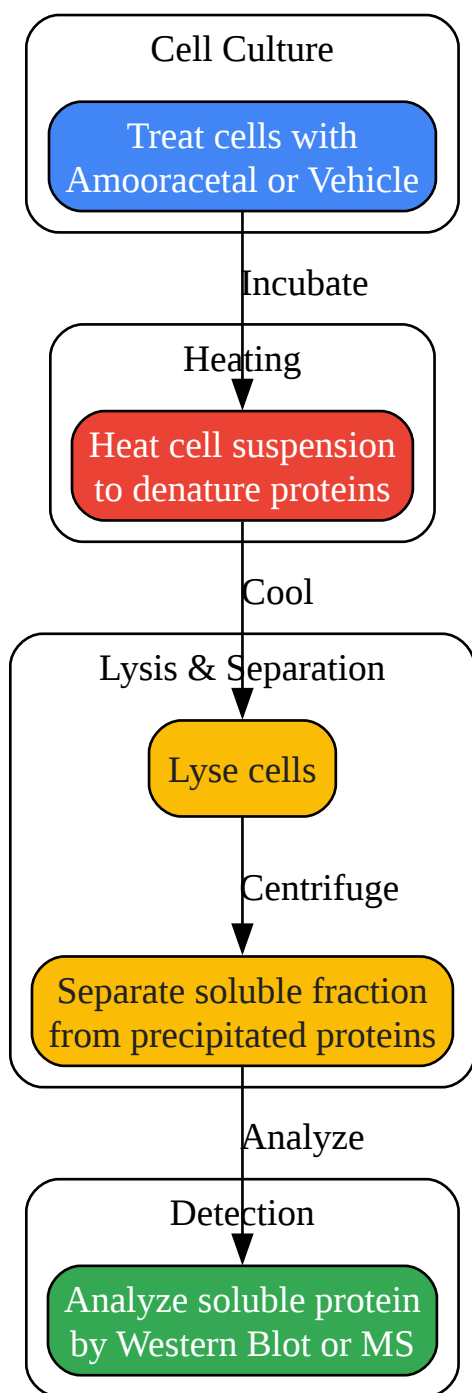 Cell Culture
Treat cells with
Amooracetal or Vehicle
Incubate
Heating
Heat cell suspension
to denature proteins
Cool
Lysis & Separation
Lyse cells
Centrifuge
Separate soluble fraction
from precipitated proteins
Analyze
Detection
Analyze soluble protein
by Western Blot or MS